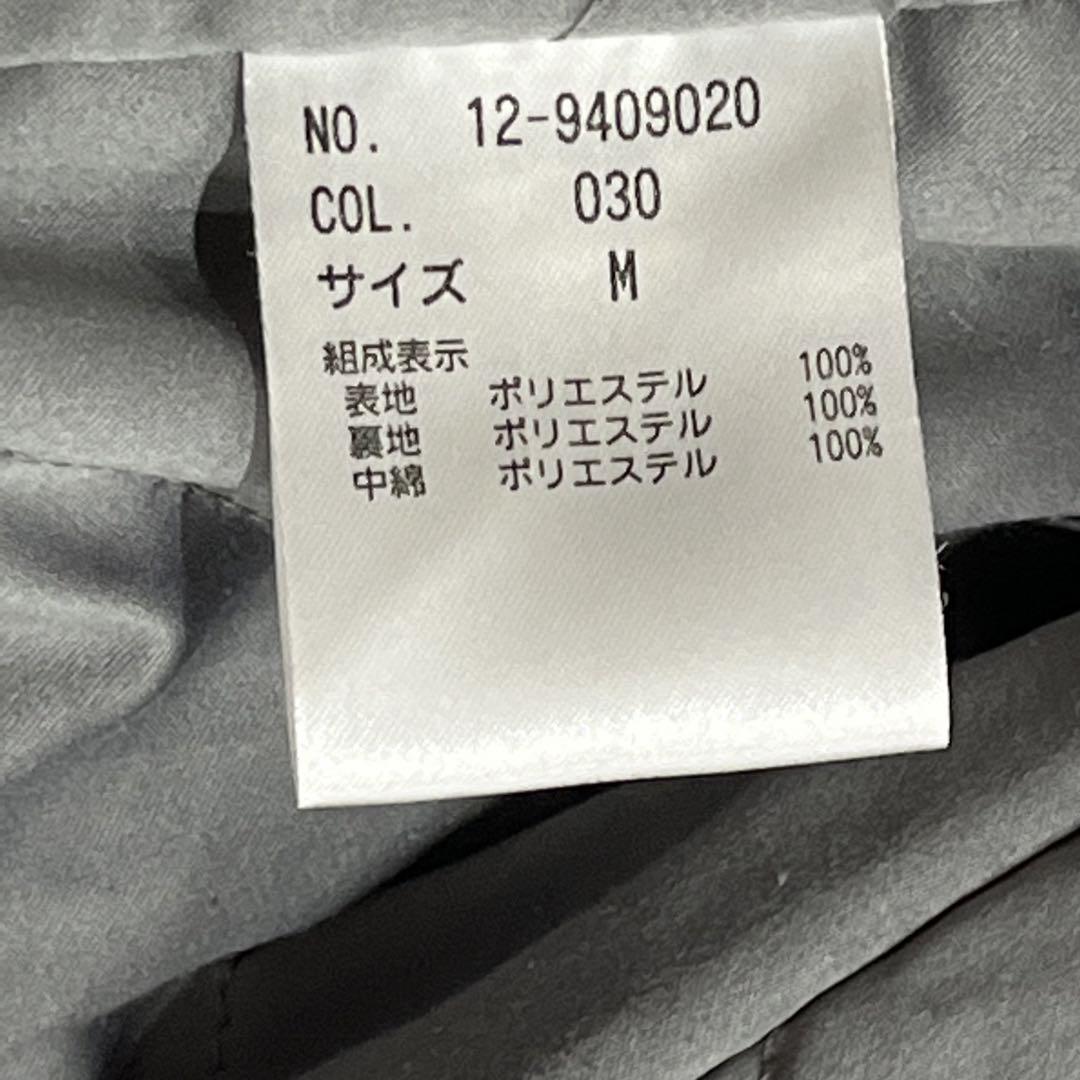 NO. 12-9409020
COL. 030
サイズ M
組成表示
表地 ポリエステル 100%
裏地 ポリエステル 100%
中綿 ポリエステル 100%